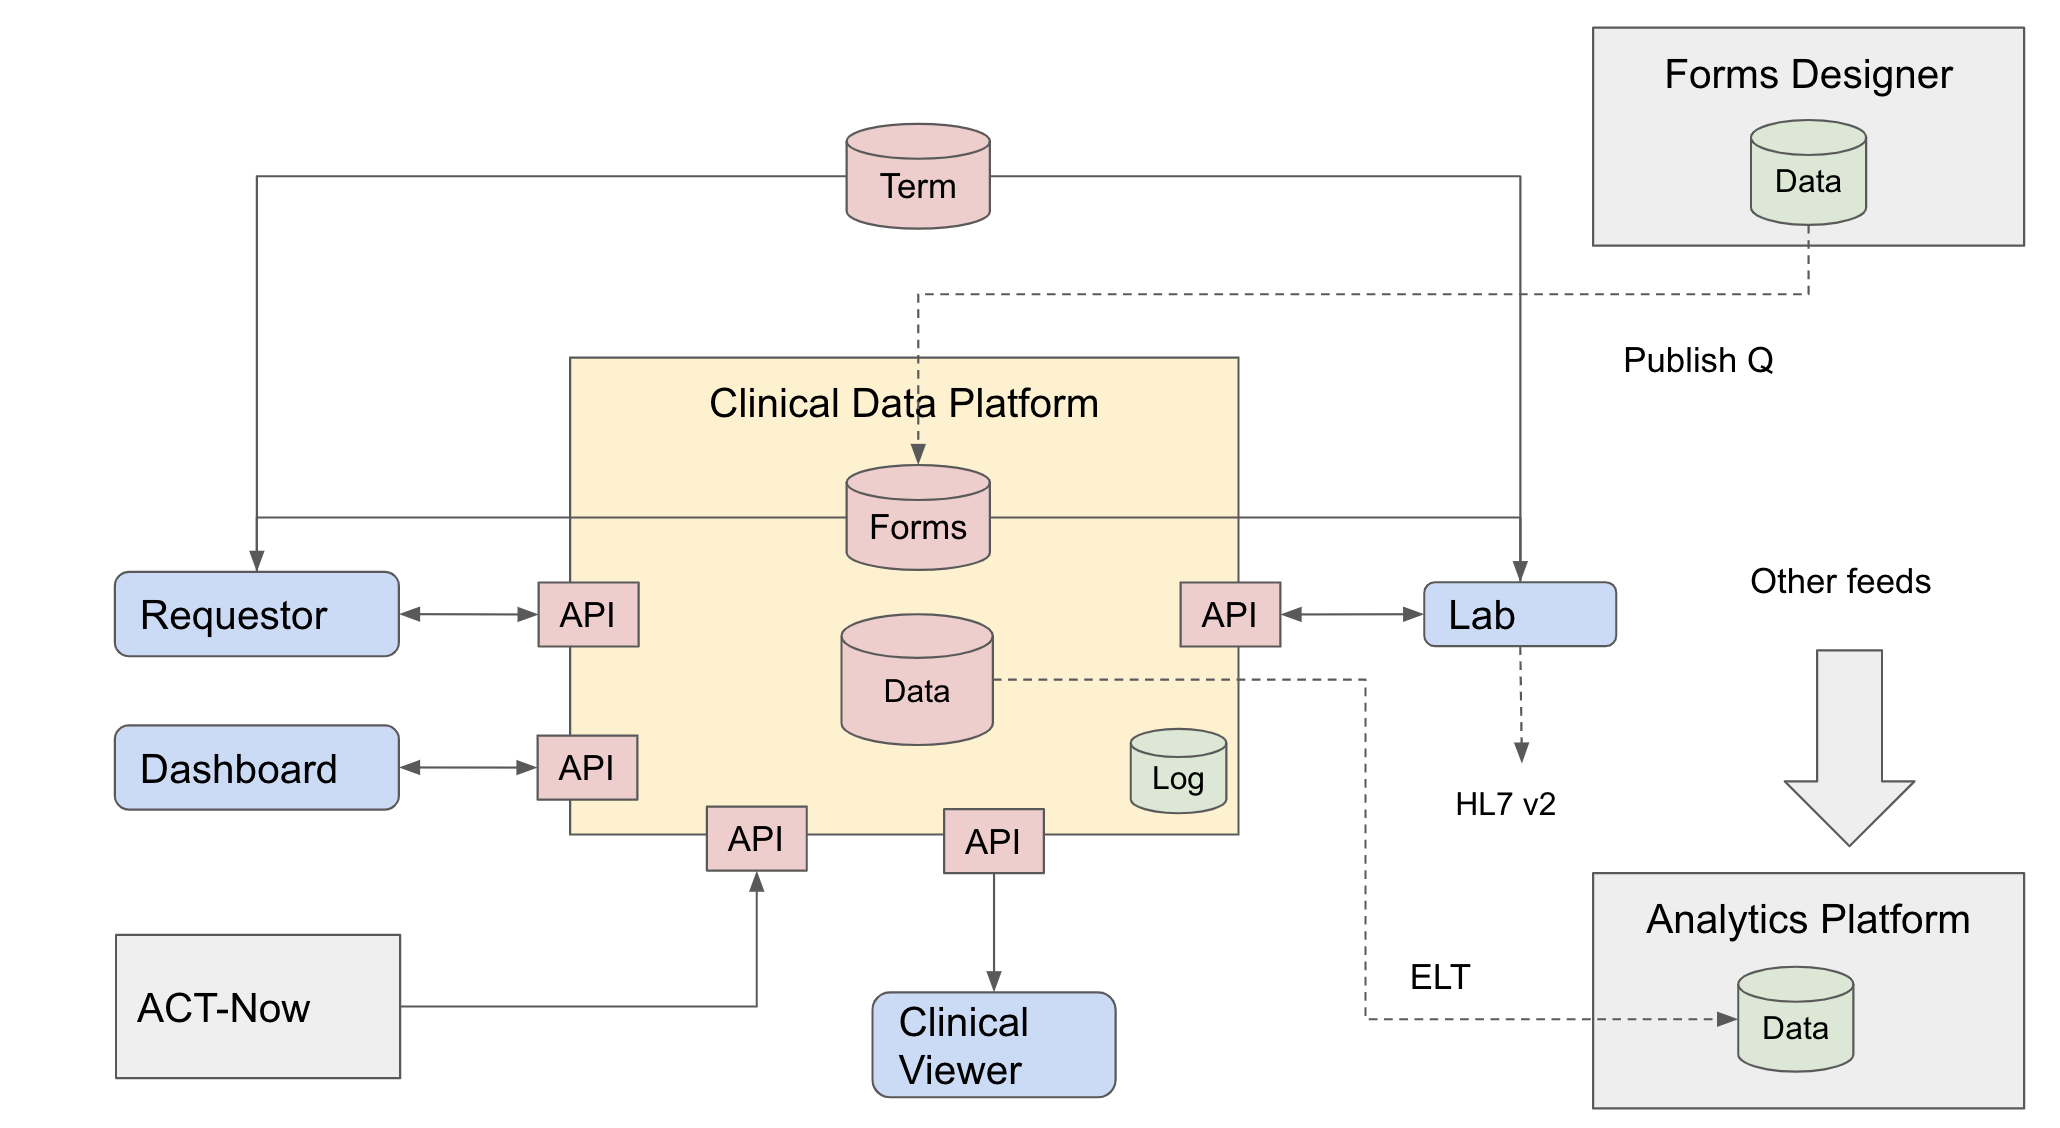 Forms Designer
Data
Term
Publish Q
Clinical Data Platform
Forms
Other feeds
Requestor
API
API
Lab
Data
Dashboard
API
Log
HL7 v2
API
API
Analytics Platform
ELT
ACT-Now
Clinical
Viewer
Data